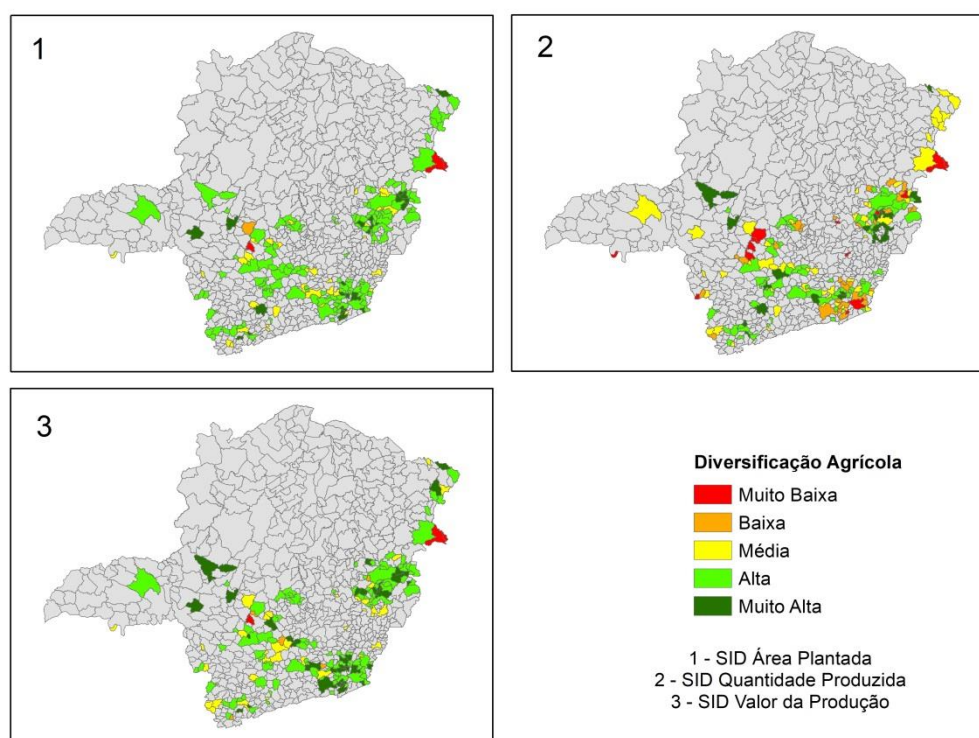 1
2
3
Diversificação Agrícola
Muito Baixa
Baixa
Média
Alta
Muito Alta
1 - SID Área Plantada
2 - SID Quantidade Produzida
3 - SID Valor da Produção